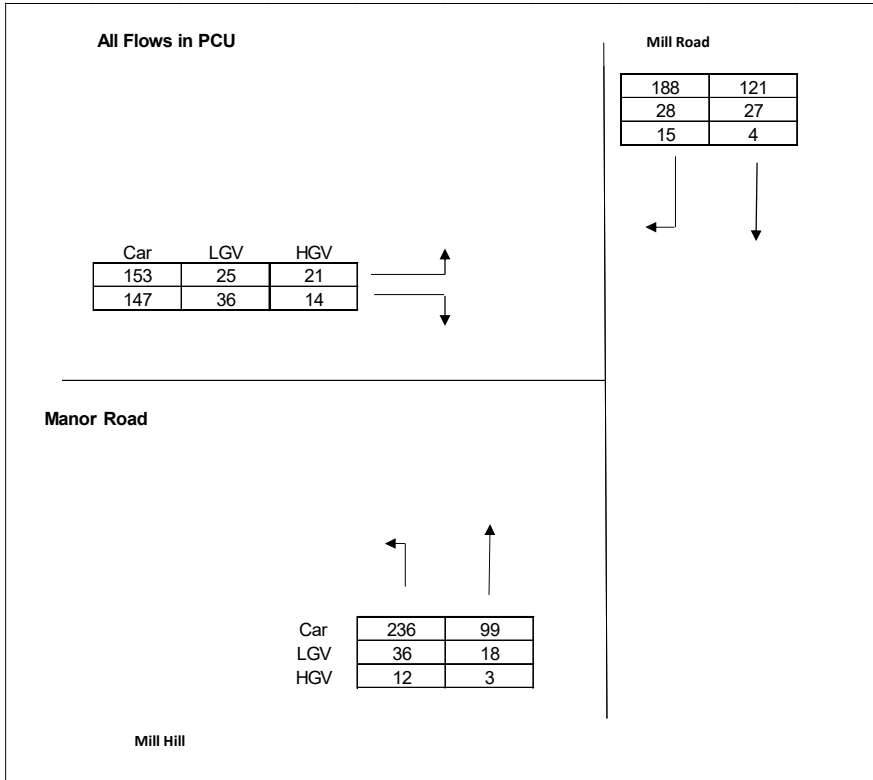 All Flows in PCU
Mill Road
188 121
28 27
15 4
Car LGV HGV
153 25 21
147 36 14
Manor Road
Car 236 99
LGV 36 18
HGV 12 3
Mill Hill